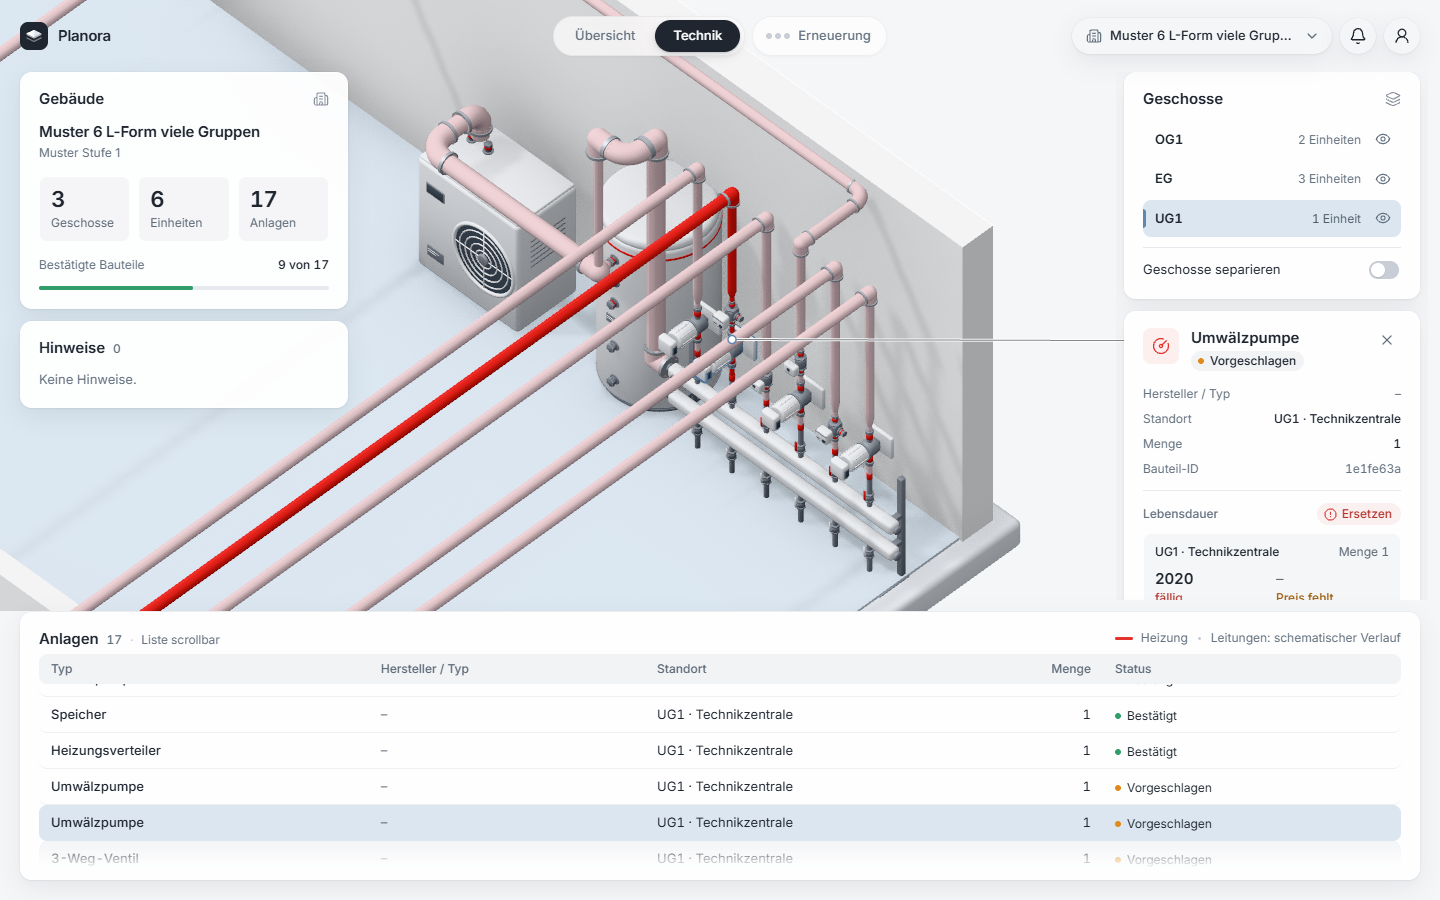 Planora
Übersicht
Technik
Erneuerung
Muster 6 L-Form viele Grup...
Gebäude
Muster 6 L-Form viele Gruppen
Muster Stufe 1
3
Geschosse
6
Einheiten
17
Anlagen
Bestätigte Bauteile
9 von 17
Hinweise 0
Keine Hinweise.
Geschosse
OG1 2 Einheiten
EG 3 Einheiten
UG1 1 Einheit
Geschosse separieren
Umwälzpumpe
Vorgeschlagen
Hersteller / Typ –
Standort UG1 · Technikzentrale
Menge 1
Bauteil-ID 1e1fe63a
Lebensdauer Ersetzen
UG1 · Technikzentrale Menge 1
2020 –
fällig Preis fehlt
Anlagen 17 · Liste scrollbar
Heizung • Leitungen: schematischer Verlauf
Typ Hersteller / Typ Standort Menge Status
Speicher – UG1 · Technikzentrale 1 Bestätigt
Heizungsverteiler – UG1 · Technikzentrale 1 Bestätigt
Umwälzpumpe – UG1 · Technikzentrale 1 Vorgeschlagen
Umwälzpumpe – UG1 · Technikzentrale 1 Vorgeschlagen
3-Weg-Ventil – UG1 · Technikzentrale 1 Vorgeschlagen